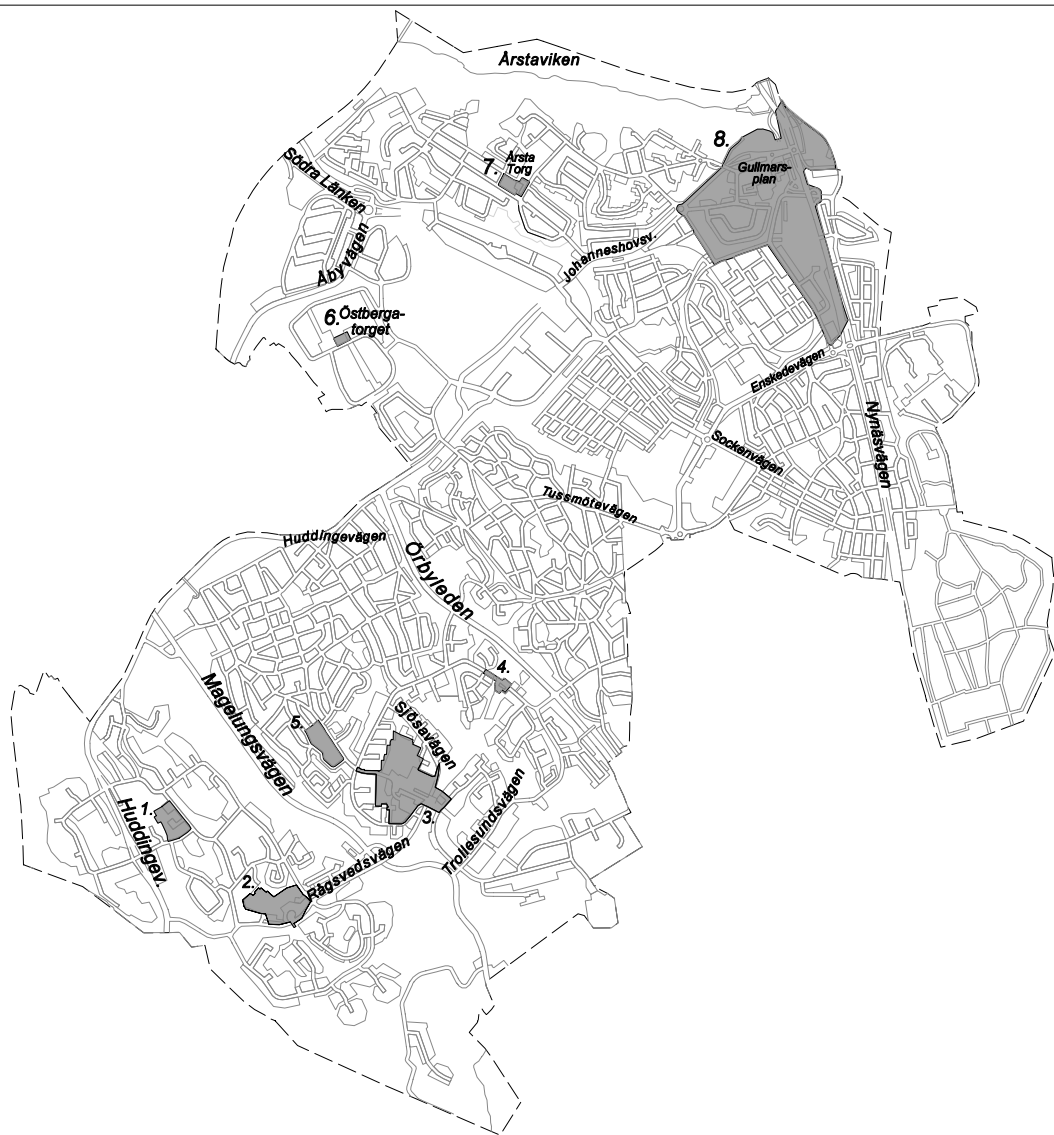 Årstaviken
8.
Gullmars-
plan
7.
Årsta
Torg
Södra Länken
Åbyvägen
Johanneshovsv.
6. Östberga-
torget
Enskedevägen
Nynäsvägen
Sockenvägen
Tussmötevägen
Huddingevägen
Örbyleden
4.
Magelungsvägen
Sjösavägen
5.
Trollesundsvägen
1.
Huddingev.
3.
Rågsvedsvägen
2.